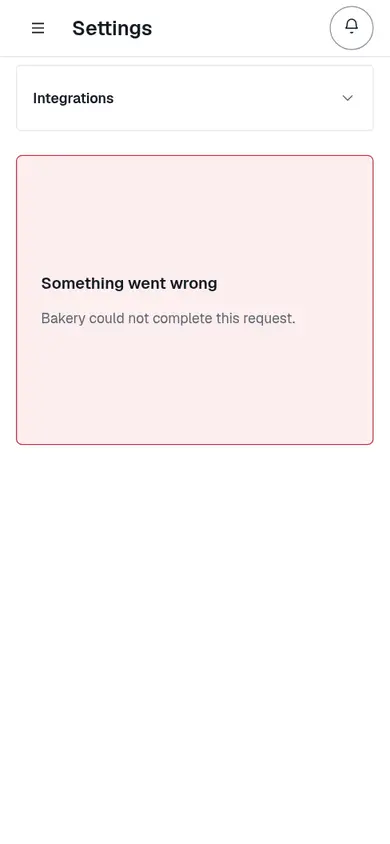 Settings
Integrations
Something went wrong
Bakery could not complete this request.